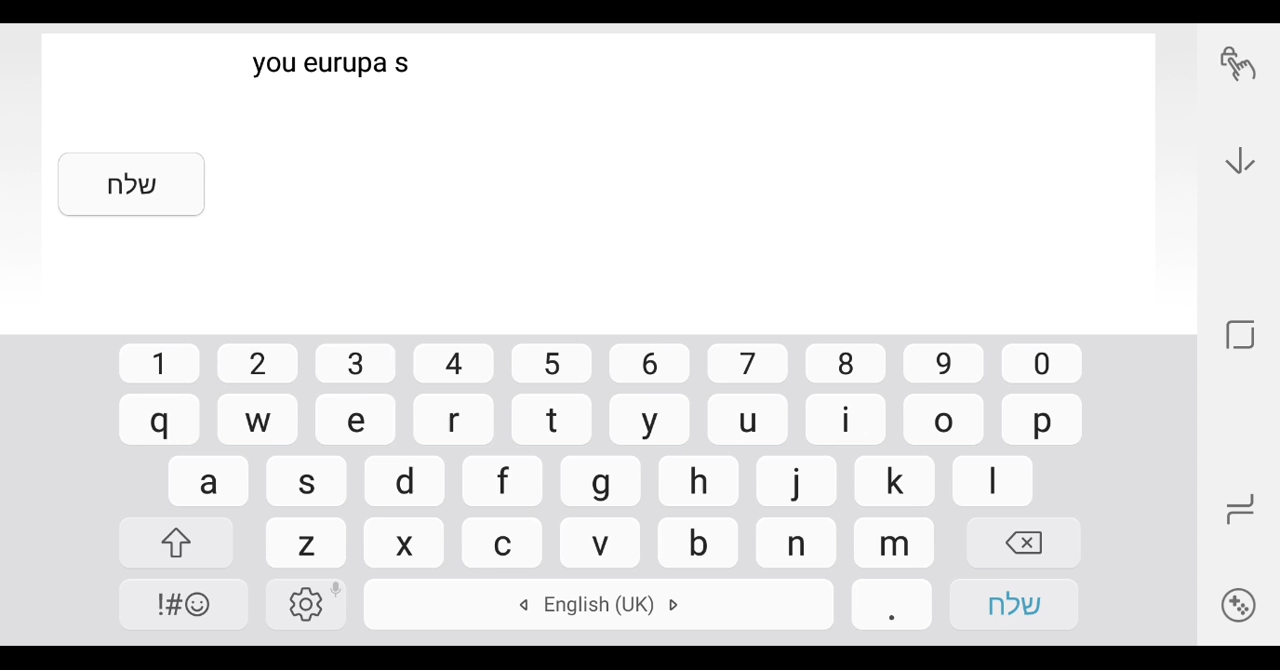 you eurupa s
שלח
1 2 3 4 5 6 7 8 9 0
q w e r t y u i o p
a s d f g h j k l
z x c v b n m
!#☺ English (UK) . שלח